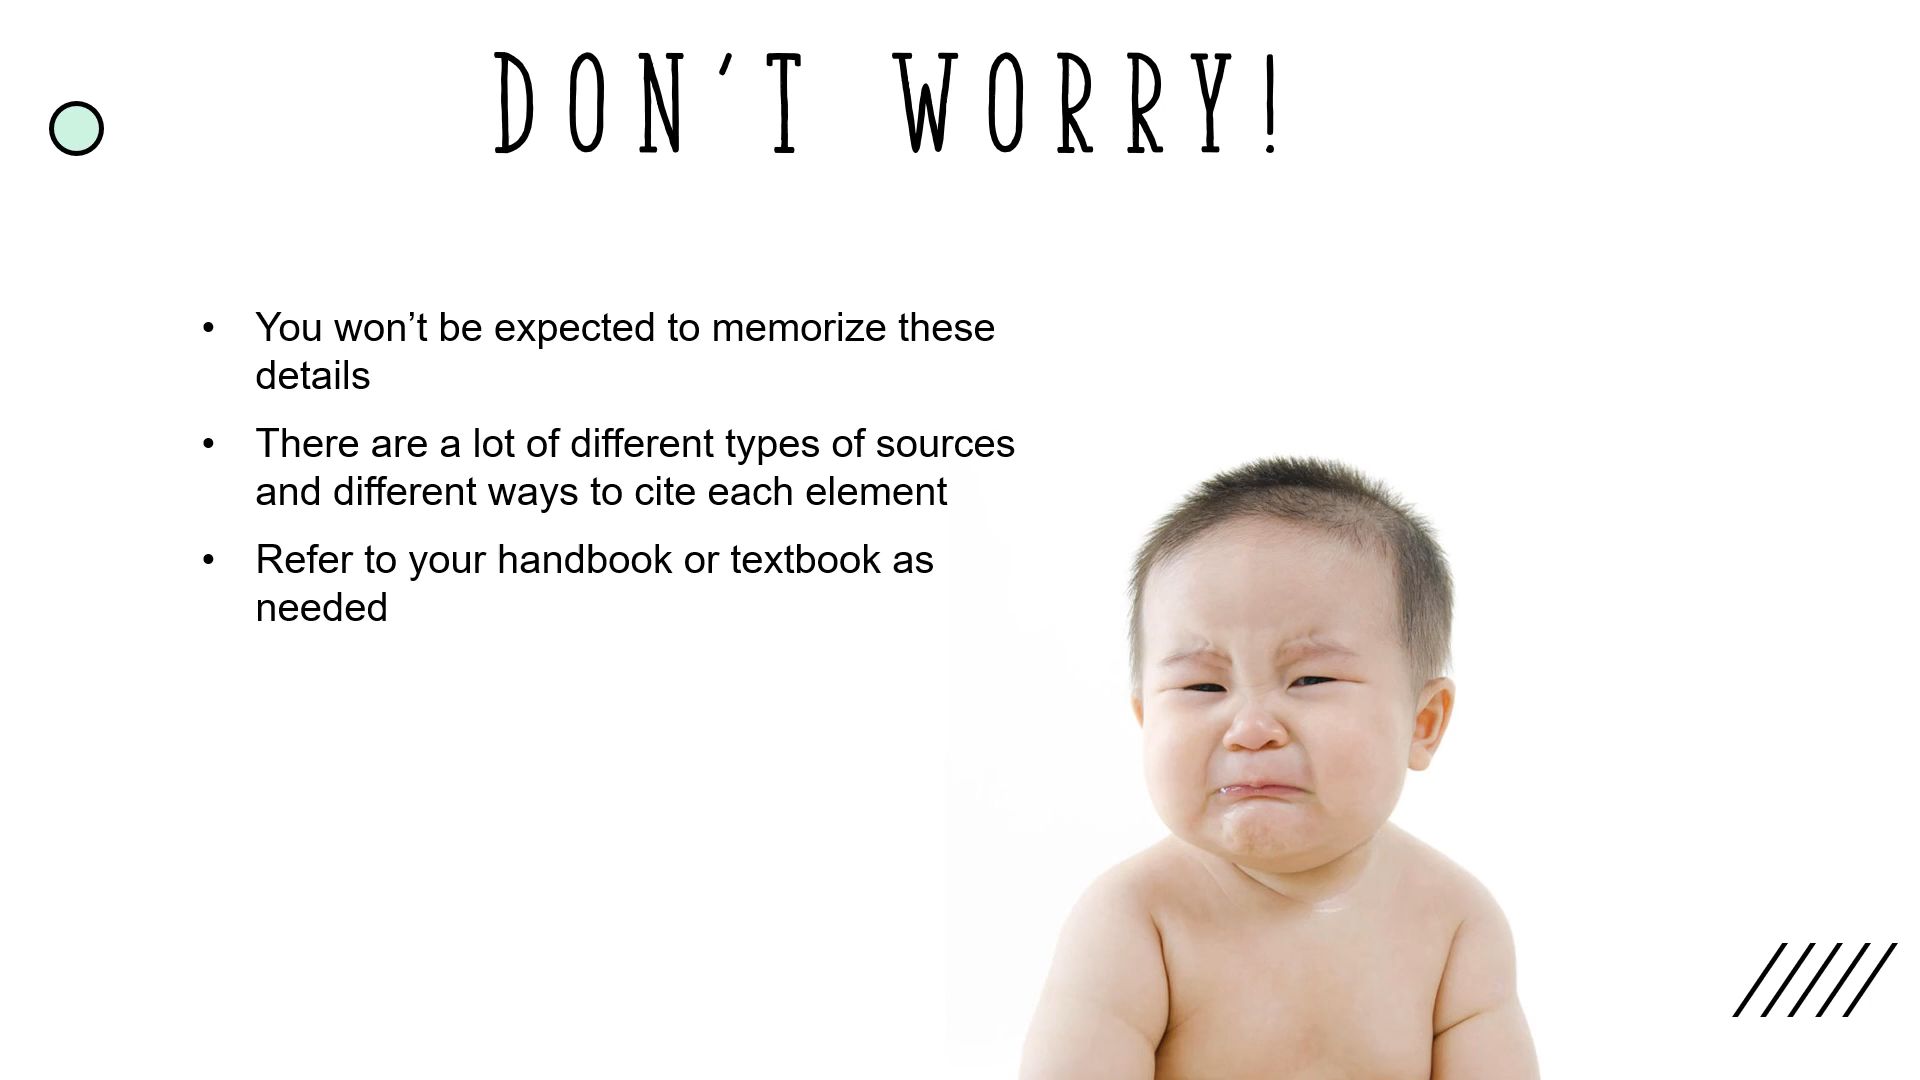 DON’T WORRY!
• You won’t be expected to memorize these
details
• There are a lot of different types of sources
and different ways to cite each element
• Refer to your handbook or textbook as
needed